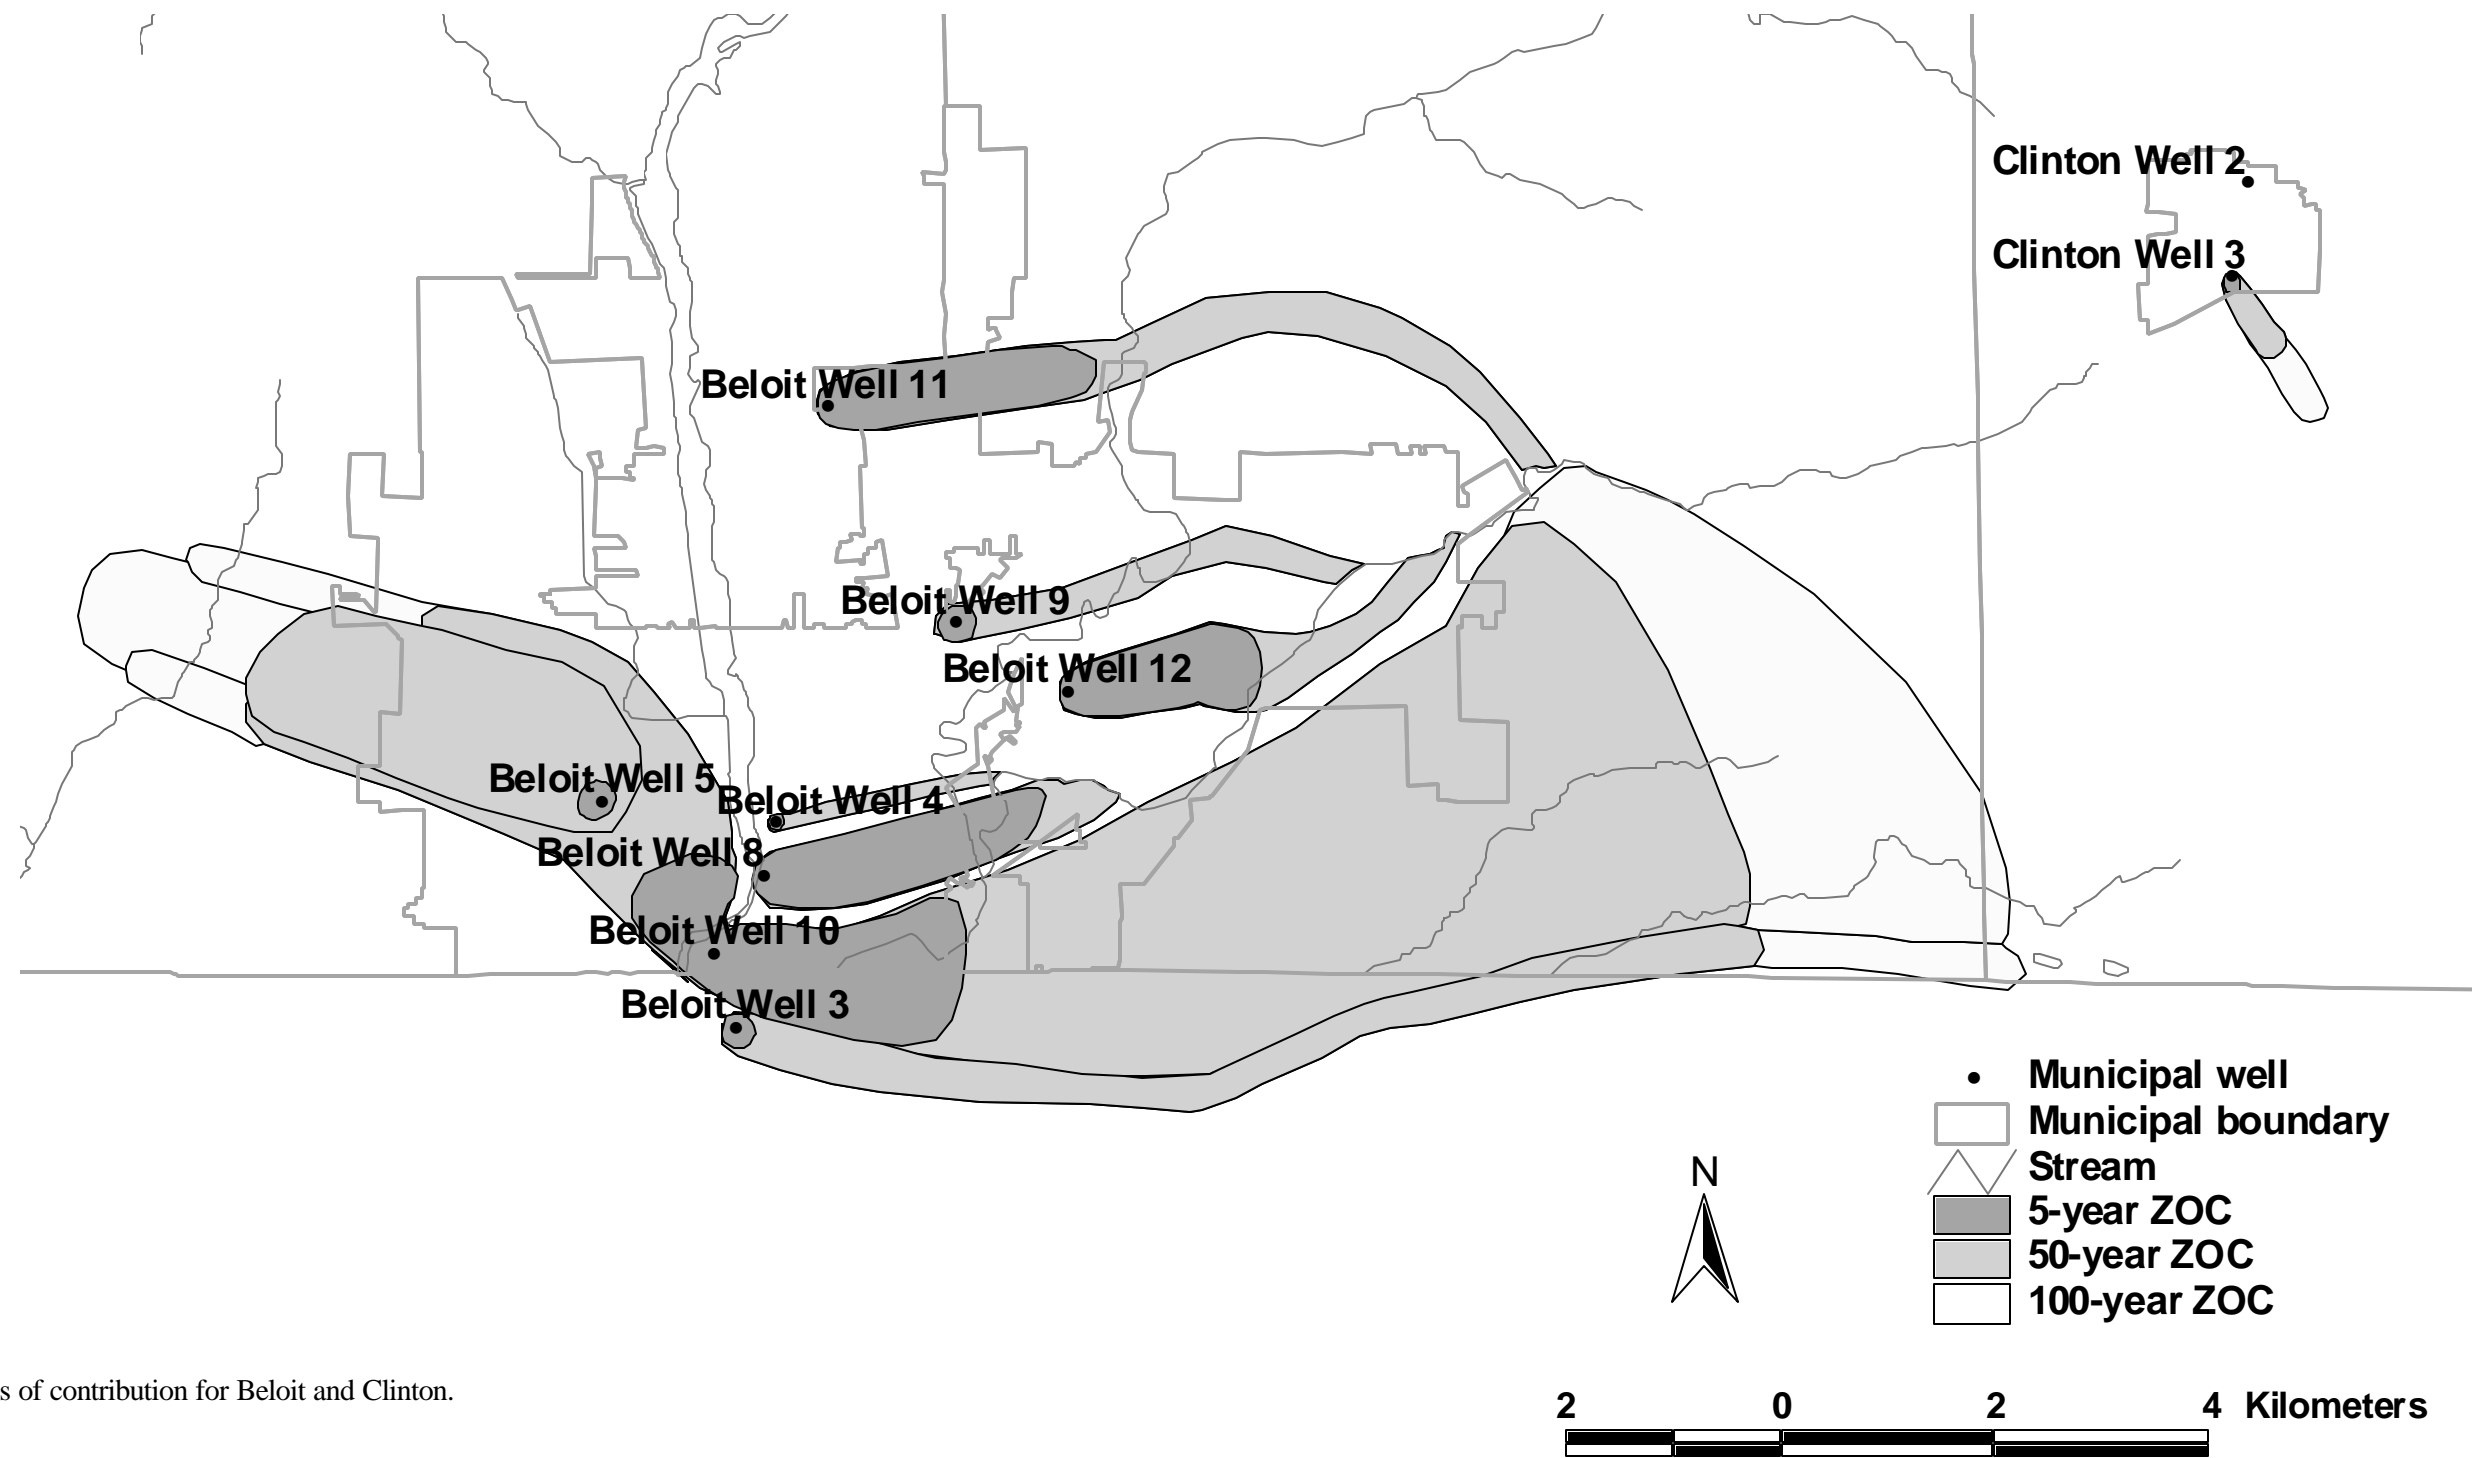 Clinton Well 2
Clinton Well 3
Beloit Well 11
Beloit Well 9
Beloit Well 12
Beloit Well 5
Beloit Well 4
Beloit Well 8
Beloit Well 10
Beloit Well 3
Municipal well
Municipal boundary
Stream
5-year ZOC
50-year ZOC
100-year ZOC
N
s of contribution for Beloit and Clinton.
2 0 2 4 Kilometers